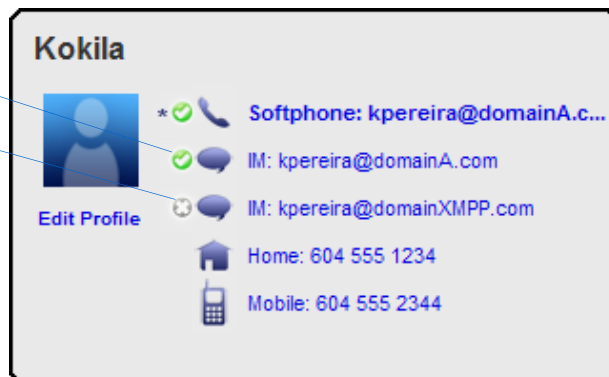 Kokila
* Softphone: kpereira@domainA.c...
IM: kpereira@domainA.com
Edit Profile
IM: kpereira@domainXMPP.com
Home: 604 555 1234
Mobile: 604 555 2344